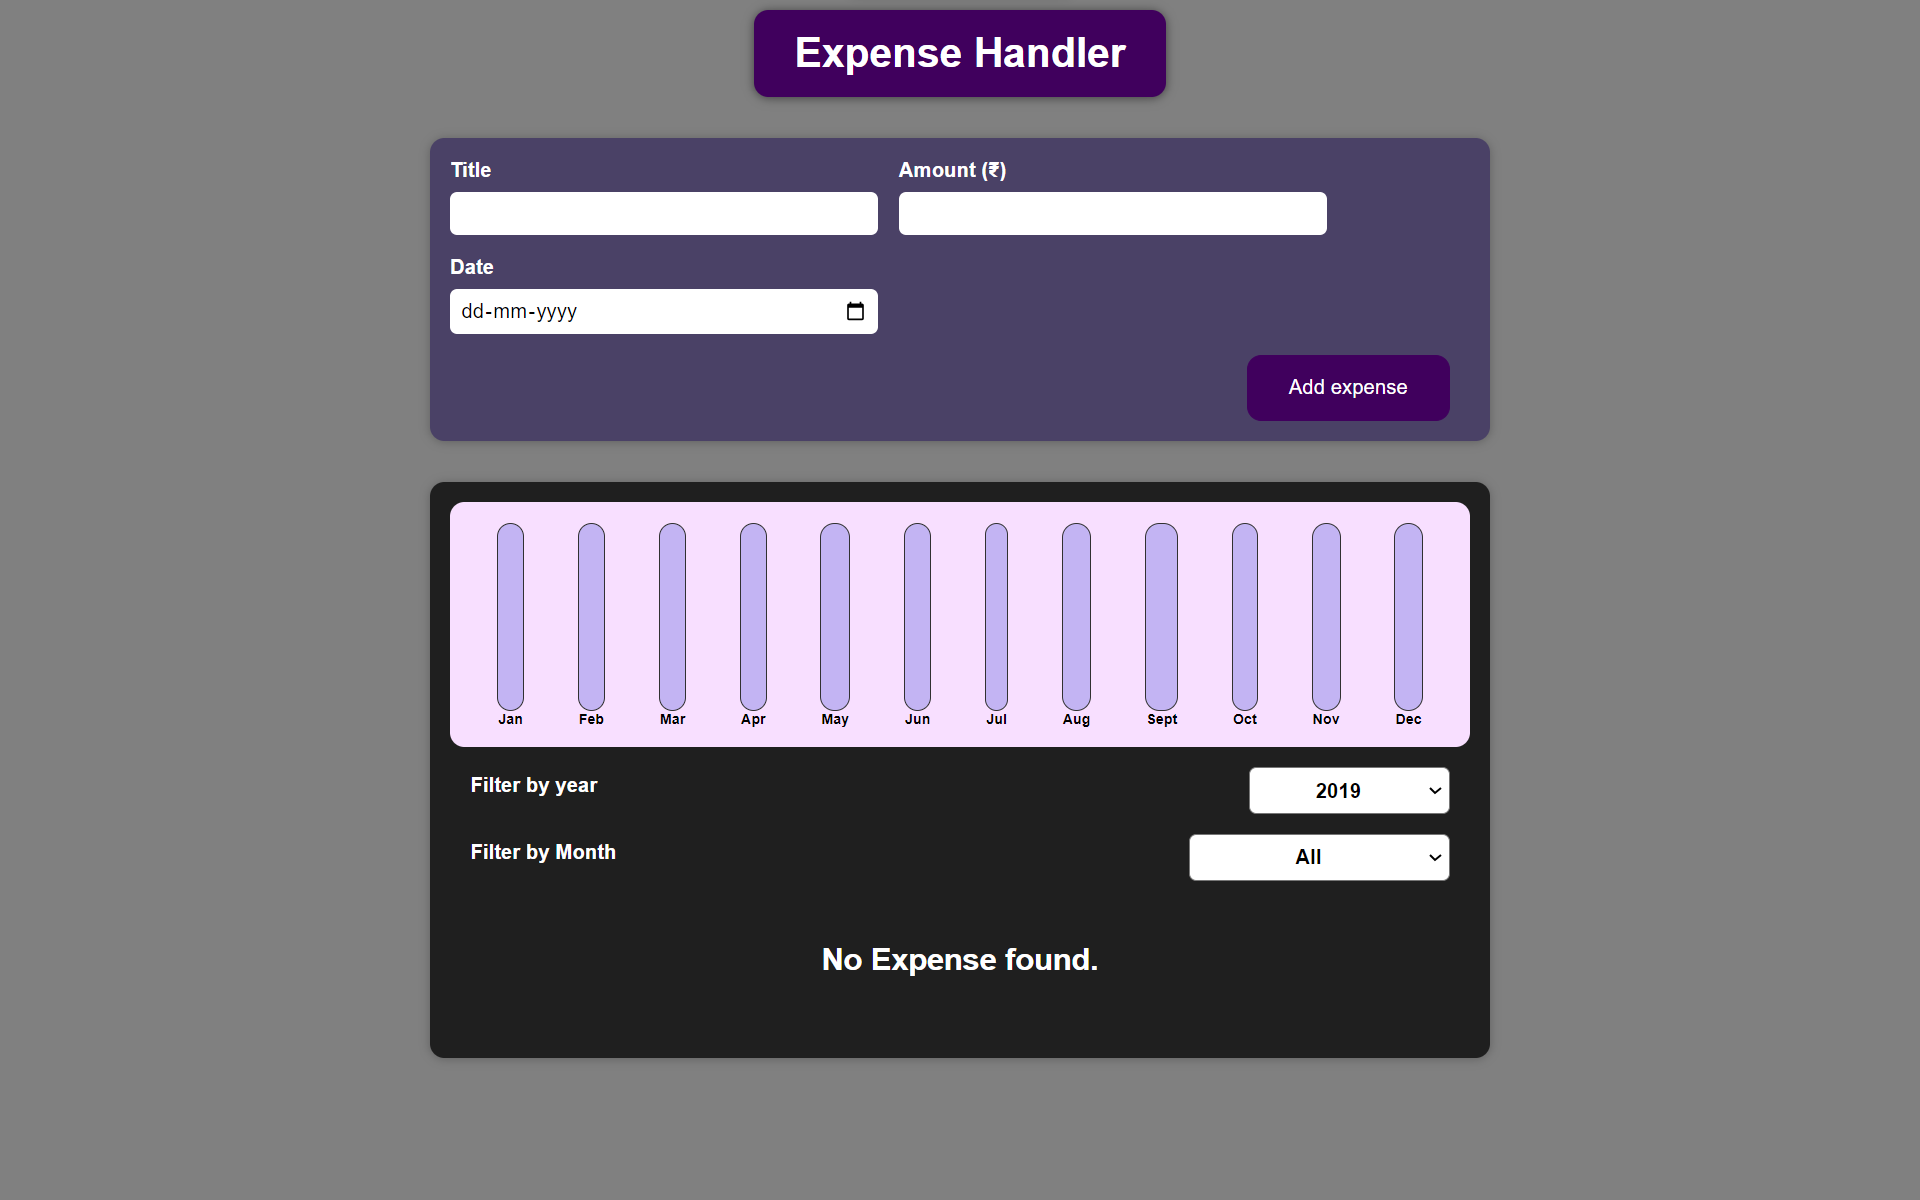 Expense Handler
Title
Amount (₹)
Date
dd-mm-yyyy
Add expense
Jan Feb Mar Apr May Jun Jul Aug Sept Oct Nov Dec
Filter by year
2019
Filter by Month
All
No Expense found.